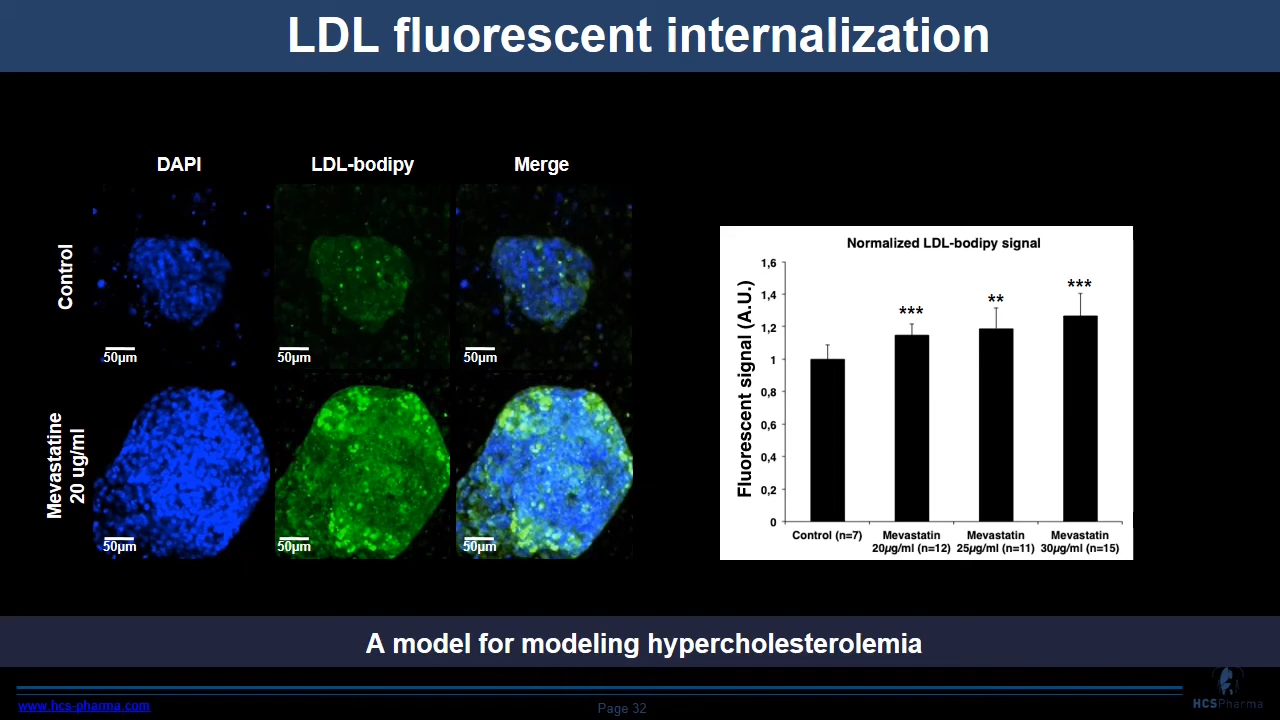 LDL fluorescent internalization
DAPI
LDL-bodipy
Merge
Control
50µm
50µm
50µm
Mevastatine
20 ug/ml
50µm
50µm
50µm
Normalized LDL-bodipy signal
Fluorescent signal (A.U.)
1,6
1,4
1,2
1
0,8
0,6
0,4
0,2
0
***
**
***
Control (n=7)
Mevastatin
20µg/ml (n=12)
Mevastatin
25µg/ml (n=11)
Mevastatin
30µg/ml (n=15)
A model for modeling hypercholesterolemia
www.hcs-pharma.com
Page 32
HCSPharma